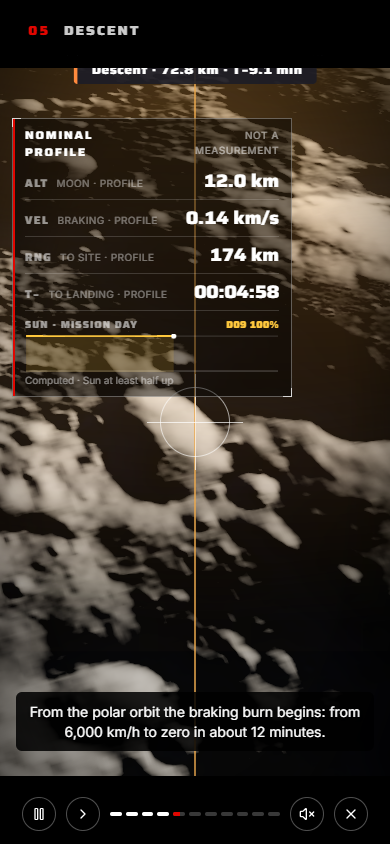 05 DESCENT
Descent · 72.8 km · T-9.1 min
NOMINAL PROFILE
NOT A MEASUREMENT
ALT MOON · PROFILE 12.0 km
VEL BRAKING · PROFILE 0.14 km/s
RNG TO SITE · PROFILE 174 km
T- TO LANDING · PROFILE 00:04:58
SUN · MISSION DAY D09 100%
Computed · Sun at least half up
From the polar orbit the braking burn begins: from
6,000 km/h to zero in about 12 minutes.